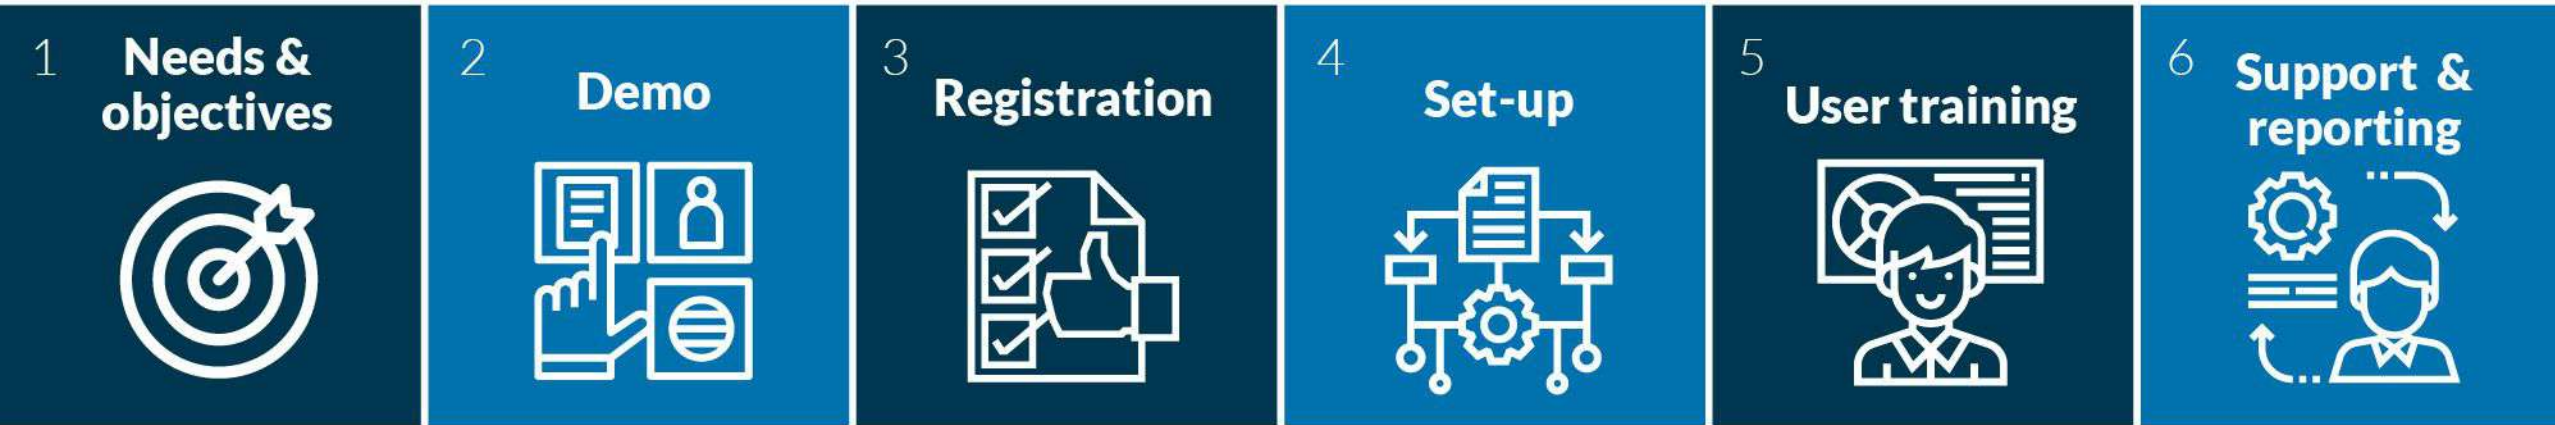 1
Needs &
objectives
2
Demo
3
Registration
4
Set-up
5
User training
6
Support &
reporting